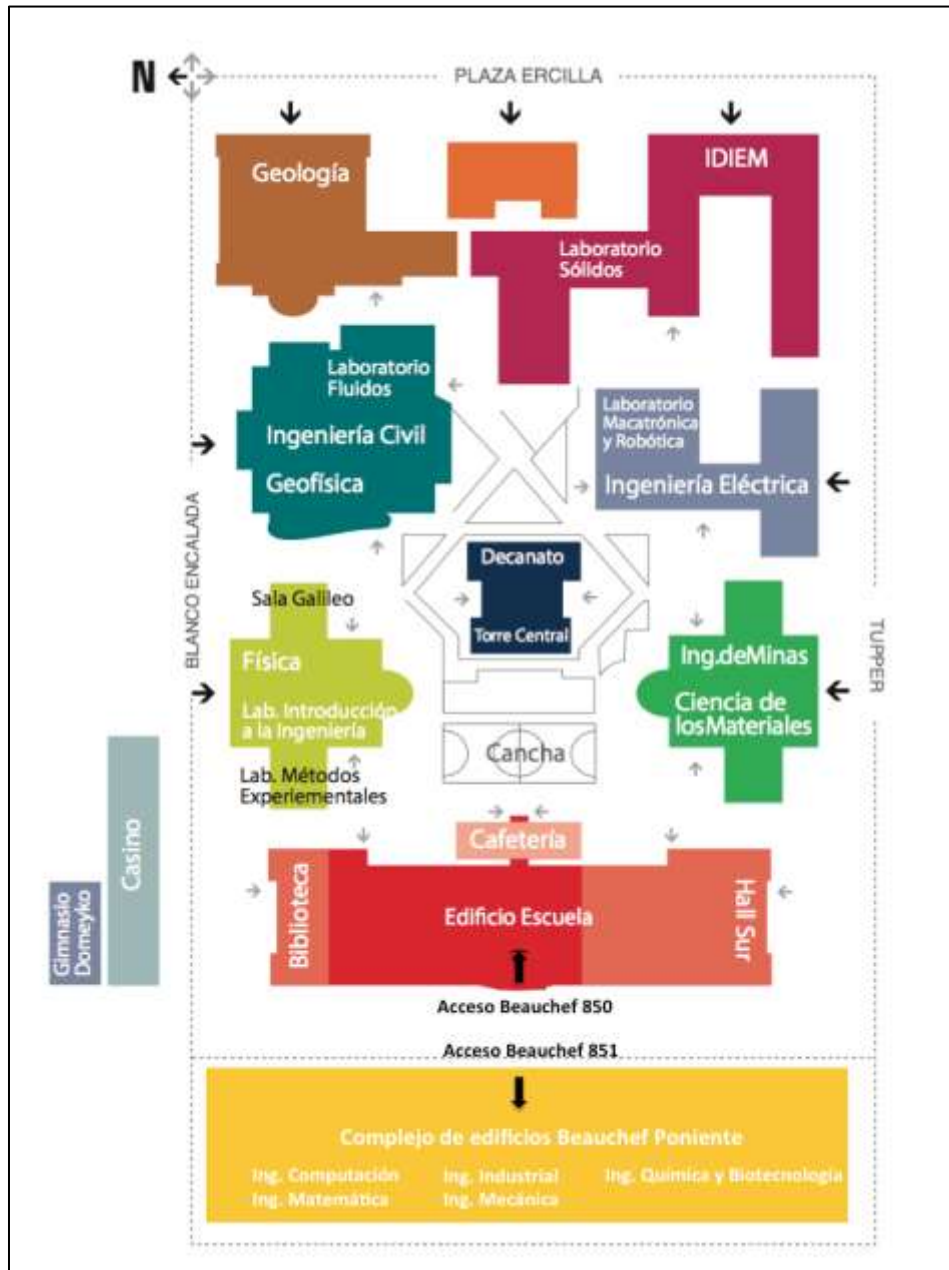 N
PLAZA ERCILLA
Geología
IDIEM
Laboratorio
Sólidos
Laboratorio
Fluidos
Ingeniería Civil
Geofísica
Laboratorio
Macatrónica
y Robótica
Ingeniería Eléctrica
BLANCO ENCALADA
Decanato
Torre Central
TUPPER
Sala Galileo
Física
Lab. Introducción
a la Ingeniería
Lab. Métodos
Experiementales
Ing.deMinas
Ciencia de
losMateriales
Cancha
Cafetería
Casino
Gimnasio
Domeyko
Biblioteca
Edificio Escuela
Hall Sur
Acceso Beauchef 850
Acceso Beauchef 851
Complejo de edificios Beauchef Poniente
Ing. Computación
Ing. Industrial
Ing. Química y Biotecnología
Ing. Matemática
Ing. Mecánica